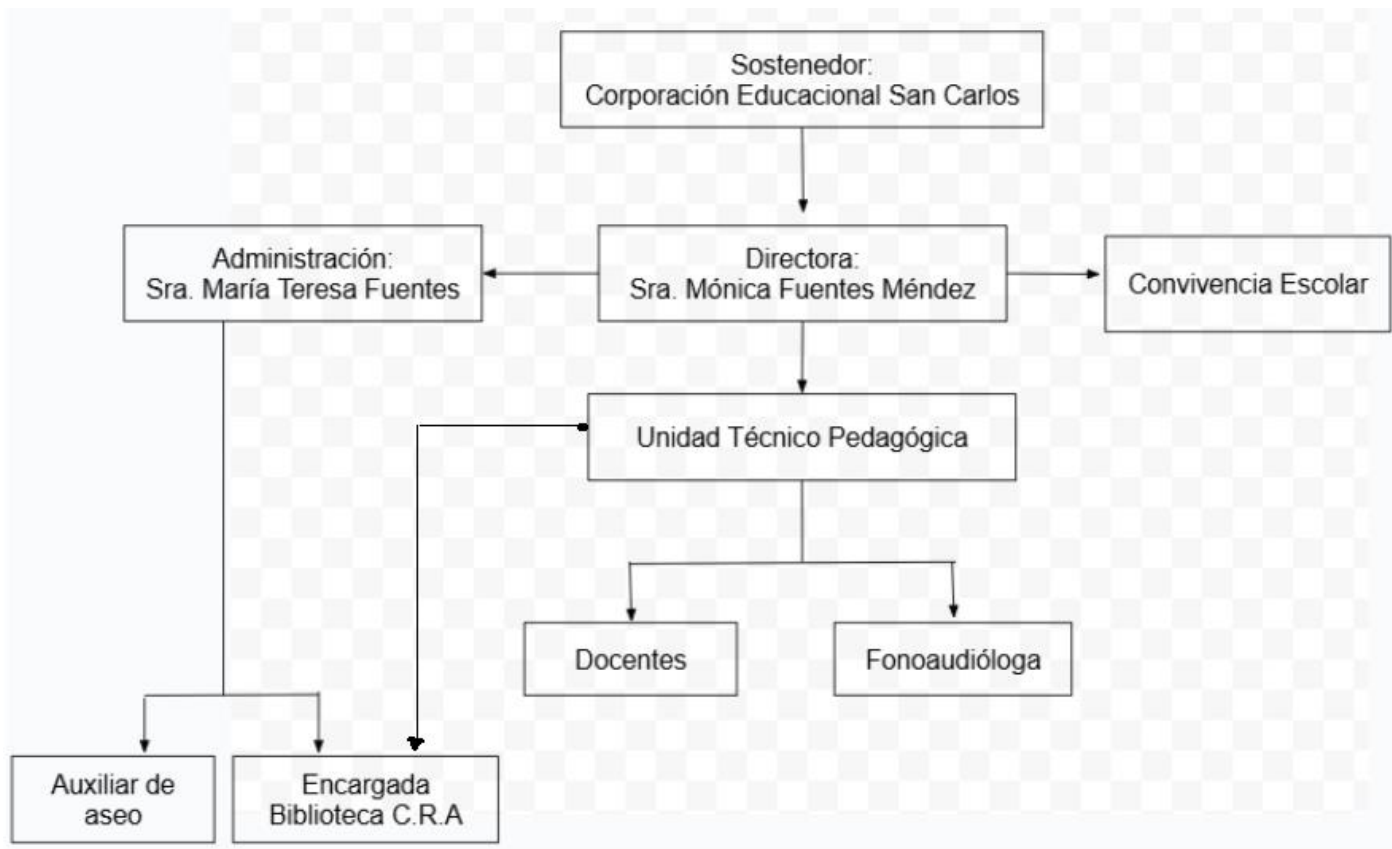 Sostenedor:
Corporación Educacional San Carlos
Administración:
Sra. María Teresa Fuentes
Directora:
Sra. Mónica Fuentes Méndez
Convivencia Escolar
Unidad Técnico Pedagógica
Docentes
Fonoaudióloga
Auxiliar de
aseo
Encargada
Biblioteca C.R.A